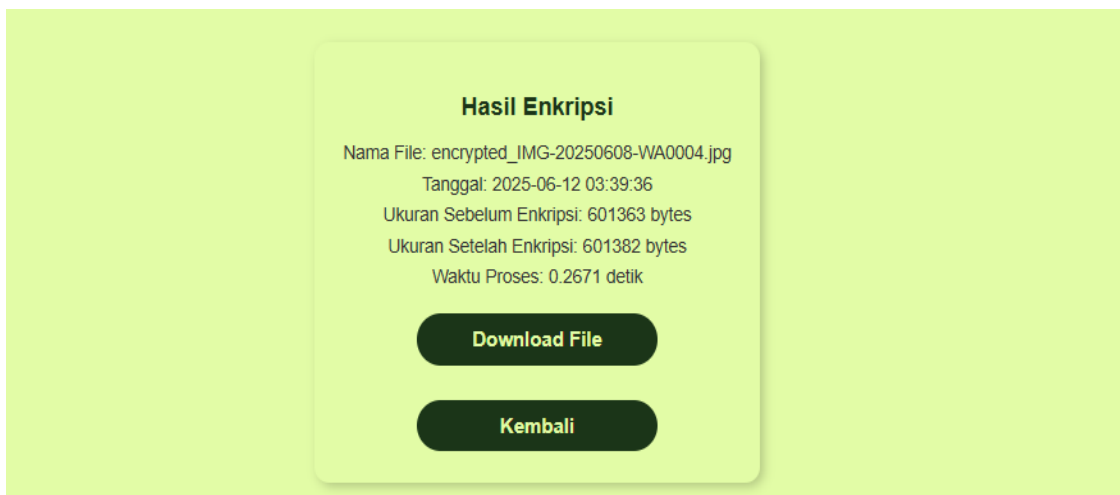 Hasil Enkripsi
Nama File: encrypted_IMG-20250608-WA0004.jpg
Tanggal: 2025-06-12 03:39:36
Ukuran Sebelum Enkripsi: 601363 bytes
Ukuran Setelah Enkripsi: 601382 bytes
Waktu Proses: 0.2671 detik
Download File
Kembali